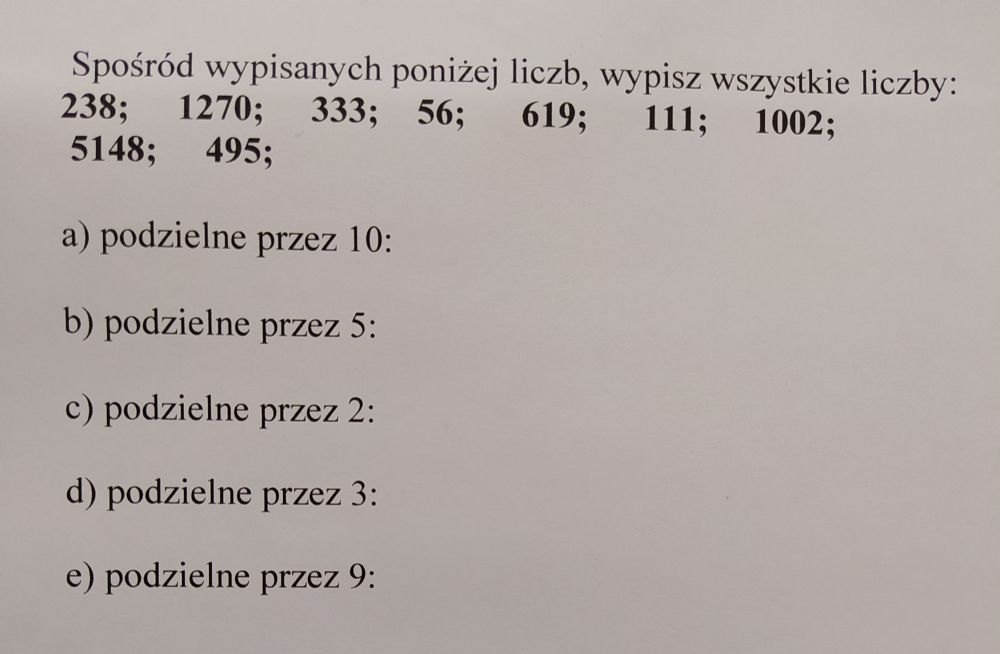 Spośród wypisanych poniżej liczb, wypisz wszystkie liczby:
238; 1270; 333; 56; 619; 111; 1002;
5148; 495;
a) podzielne przez 10:
b) podzielne przez 5:
c) podzielne przez 2:
d) podzielne przez 3:
e) podzielne przez 9: